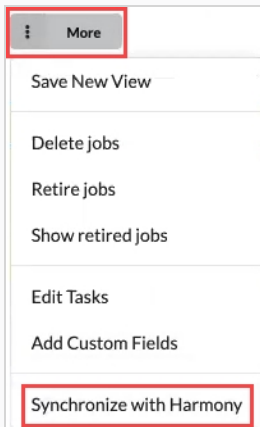 More
Save New View
Delete jobs
Retire jobs
Show retired jobs
Edit Tasks
Add Custom Fields
Synchronize with Harmony